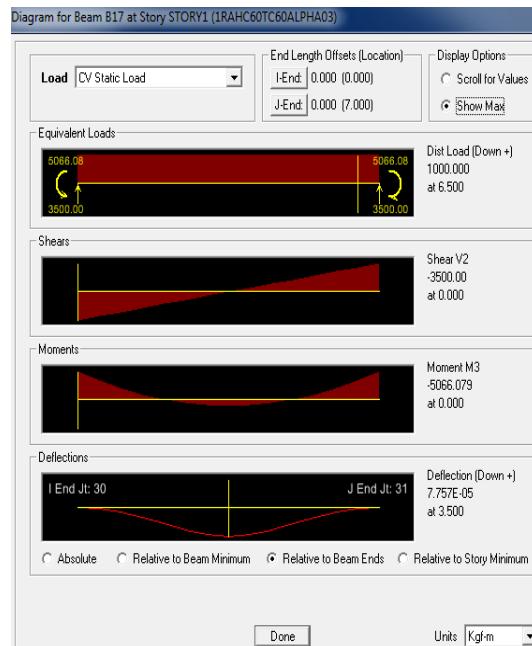 Diagram for Beam B17 at Story STORY1 (1RAHC60TC60ALPHA03)
Load CV Static Load
End Length Offsets (Location)
I-End: 0.000 (0.000)
J-End: 0.000 (7.000)
Display Options
Scroll for Values
Show Max
Equivalent Loads
5066.08 5066.08
3500.00 3500.00
Dist Load (Down +)
1000.000
at 6.500
Shears
Shear V2
-3500.00
at 0.000
Moments
Moment M3
-5066.079
at 0.000
Deflections
I End Jt: 30 J End Jt: 31
Deflection (Down +)
7.757E-05
at 3.500
Absolute Relative to Beam Minimum Relative to Beam Ends Relative to Story Minimum
Done Units Kgf-m